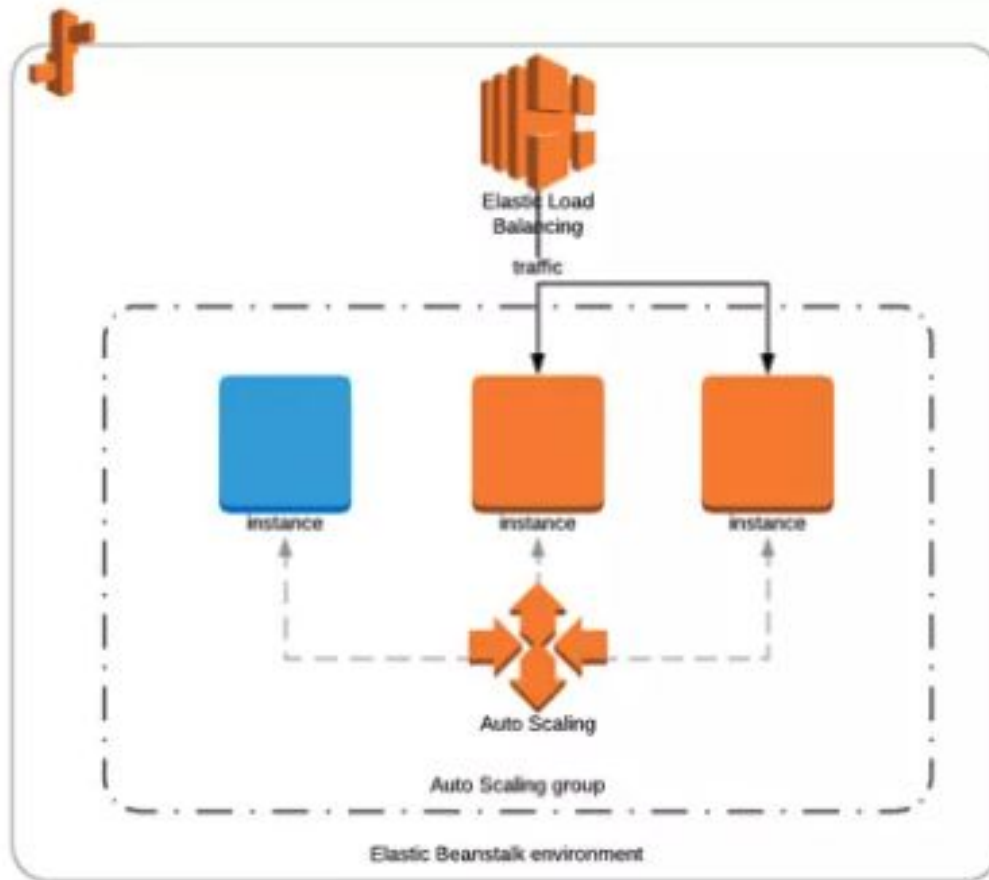 Elastic Load
Balancing
traffic
instance
instance
instance
Auto Scaling
Auto Scaling group
Elastic Beanstalk environment